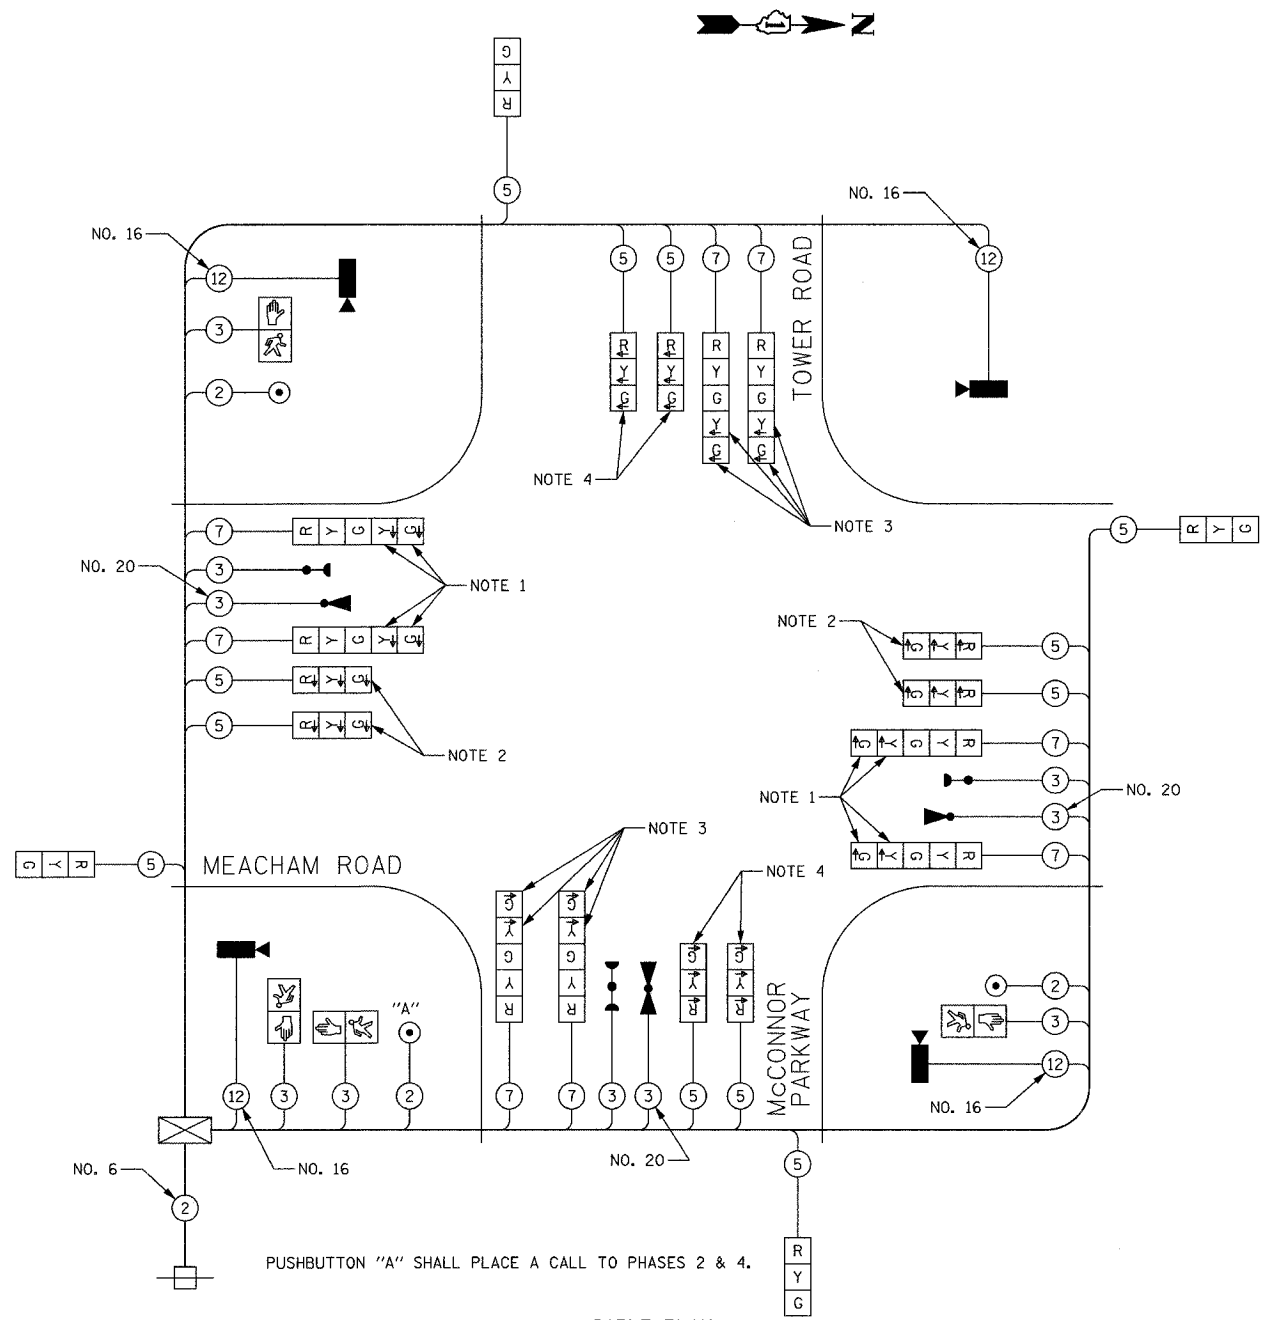 N
G
Y
R
5
NO. 16
NO. 16
12
12
5
5
7
7
TOWER ROAD
3
R
Y
G
R
Y
G
R
Y
G
Y
G
R
Y
G
Y
G
2
NOTE 4
NOTE 3
7
R Y G Y G
5
R Y G
NO. 20
3
NOTE 1
3
7
R Y G Y G
NOTE 2
G Y R
5
5
R Y G
G Y R
5
5
R Y G
NOTE 2
G Y G Y R
7
3
NOTE 1
NO. 20
3
G Y G Y R
7
G Y R
5
MEACHAM ROAD
NOTE 3
NOTE 4
G
Y
G
Y
R
G
Y
G
Y
R
G
Y
R
G
Y
R
"A"
McCONNOR
PARKWAY
2
3
12
NO. 16
12
3
3
2
7
7
3
3
5
5
NO. 16
NO. 20
5
NO. 6
2
R
Y
G
PUSHBUTTON "A" SHALL PLACE A CALL TO PHASES 2 & 4.